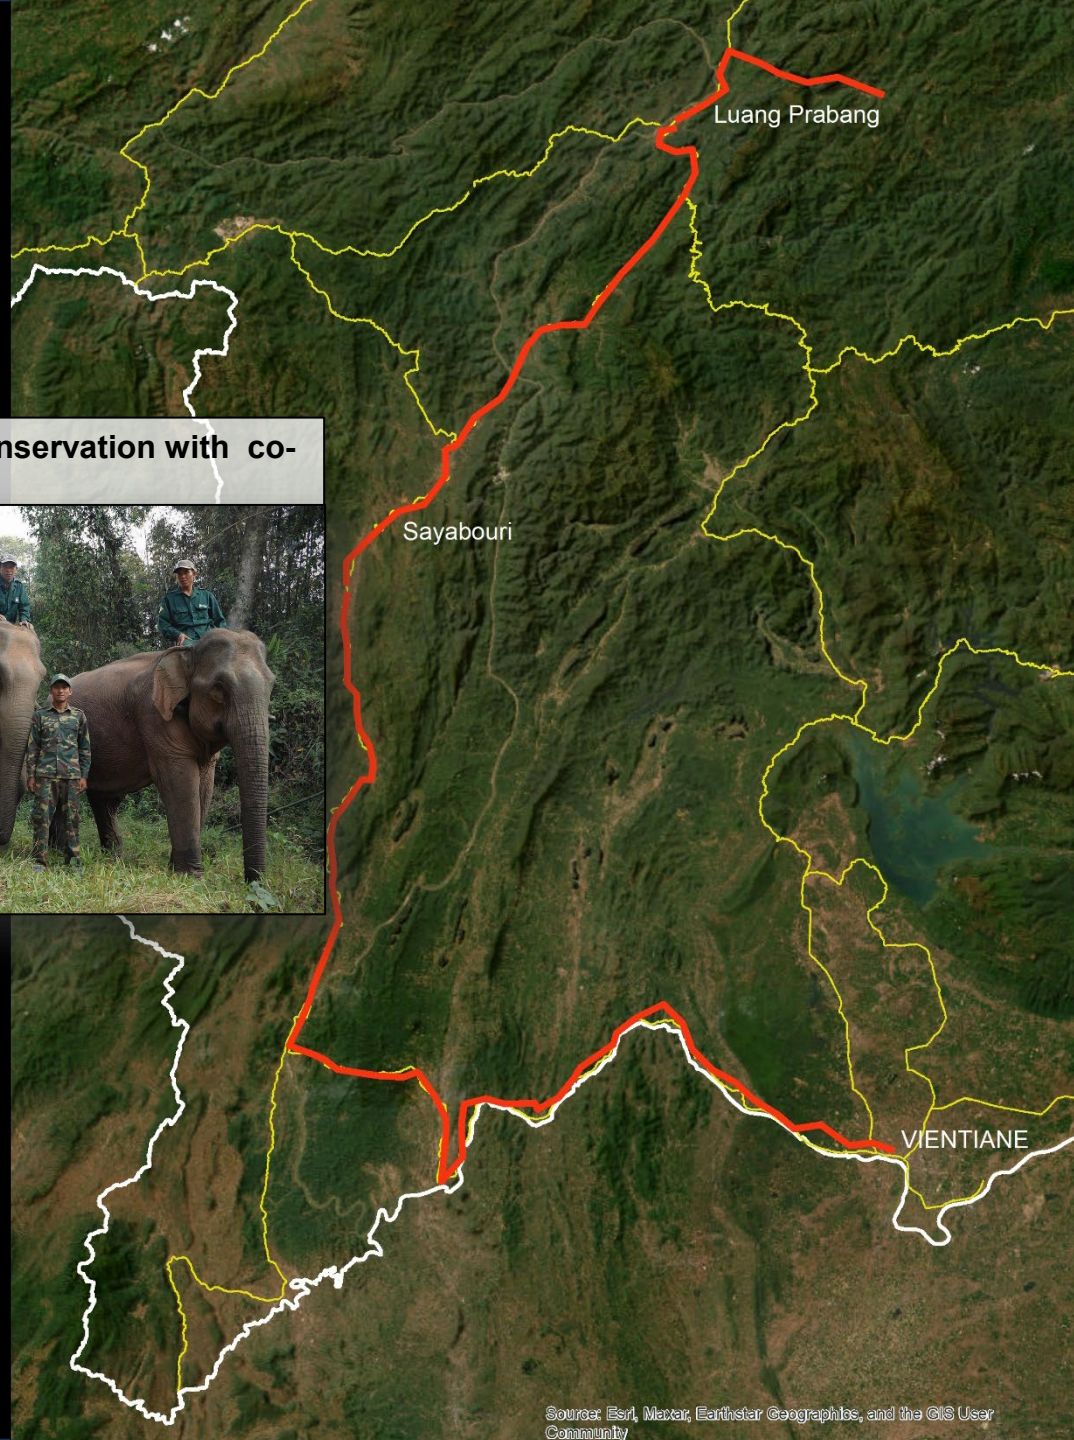 Luang Prabang
nservation with  co-
Sayabouri
VIENTIANE
Source: Esri, Maxar, Earthstar Geographics, and the GIS User
Community